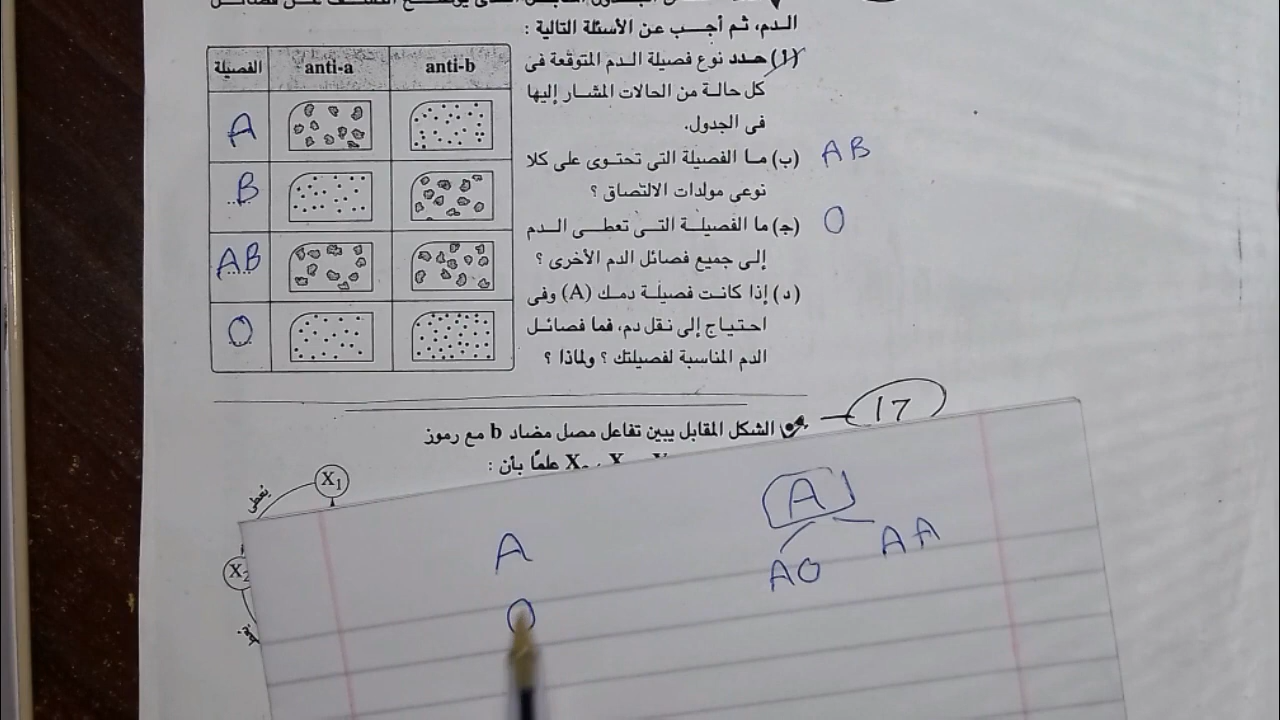 الدم، ثم أجب عن الأسئلة التالية :
(أ) حدد نوع فصيلة الدم المتوقعة فى
كل حالة من الحالات المشار إليها
فى الجدول.
(ب) ما الفصيلة التى تحتوى على كلا
نوعى مولدات الالتصاق ؟
AB
(ج) ما الفصيلة التى تعطى الدم
إلى جميع فصائل الدم الأخرى ؟
O
(د) إذا كانت فصيلة دمك (A) وفى
احتياج إلى نقل دم، فما فصائل
الدم المناسبة لفصيلتك ؟ ولماذا ؟
الفصيلة anti-a anti-b
A
B
AB
O
17
الشكل المقابل يبين تفاعل مصل مضاد b مع رموز
علمًا بأن :
X1
يعطى
X2
A
O
A
AO AA